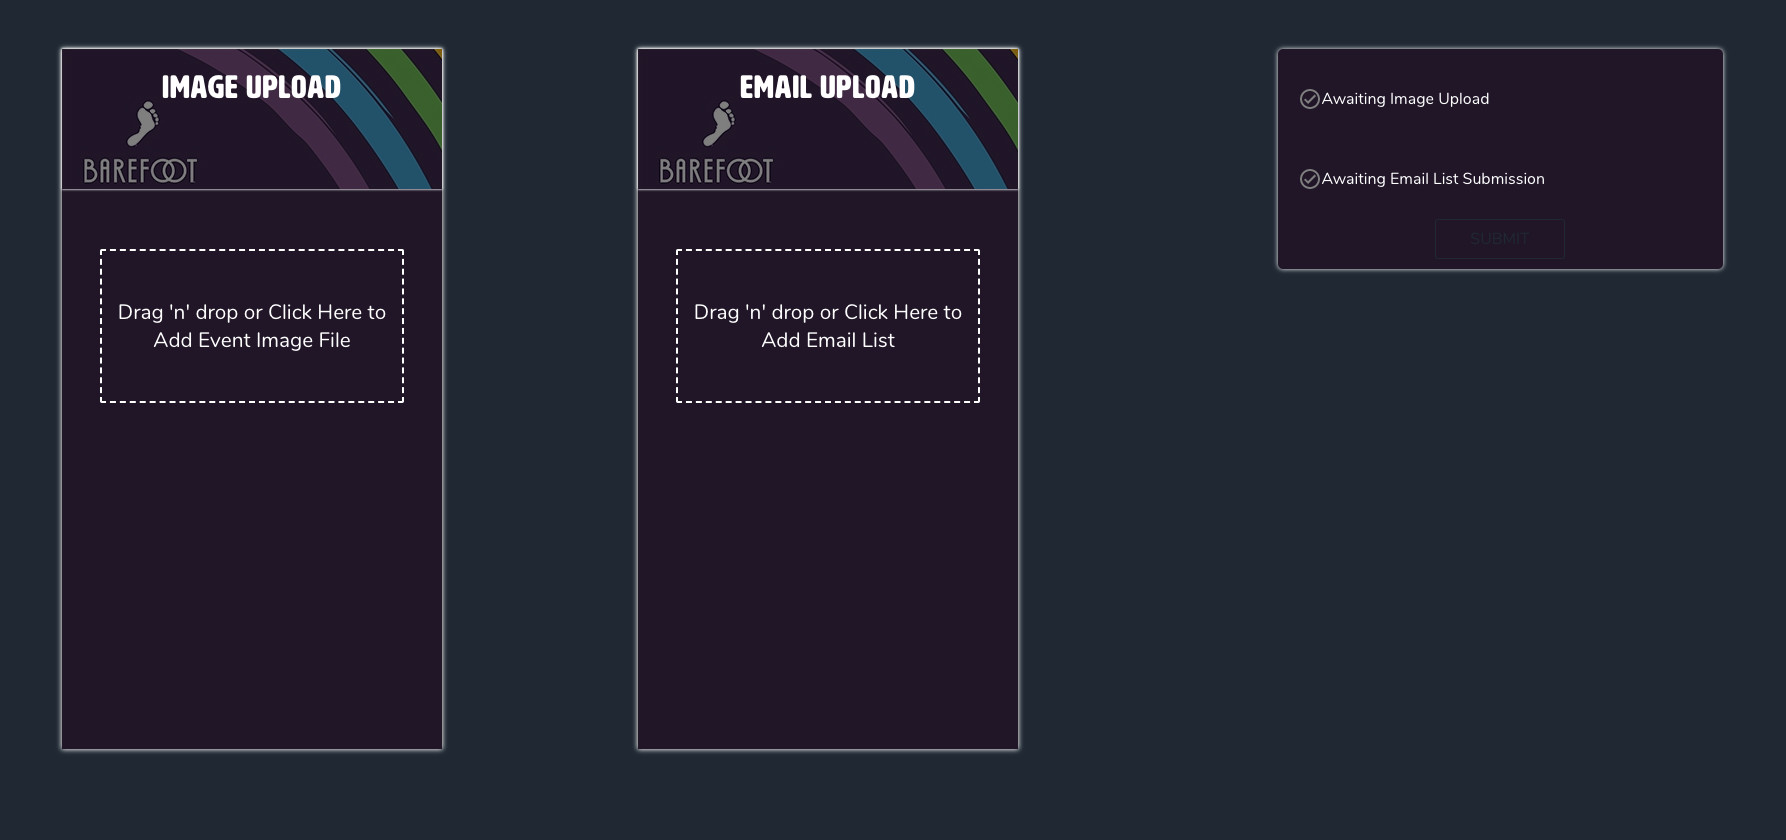 IMAGE UPLOAD
BAREFOOT
Drag 'n' drop or Click Here to
Add Event Image File
EMAIL UPLOAD
BAREFOOT
Drag 'n' drop or Click Here to
Add Email List
Awaiting Image Upload
Awaiting Email List Submission
SUBMIT